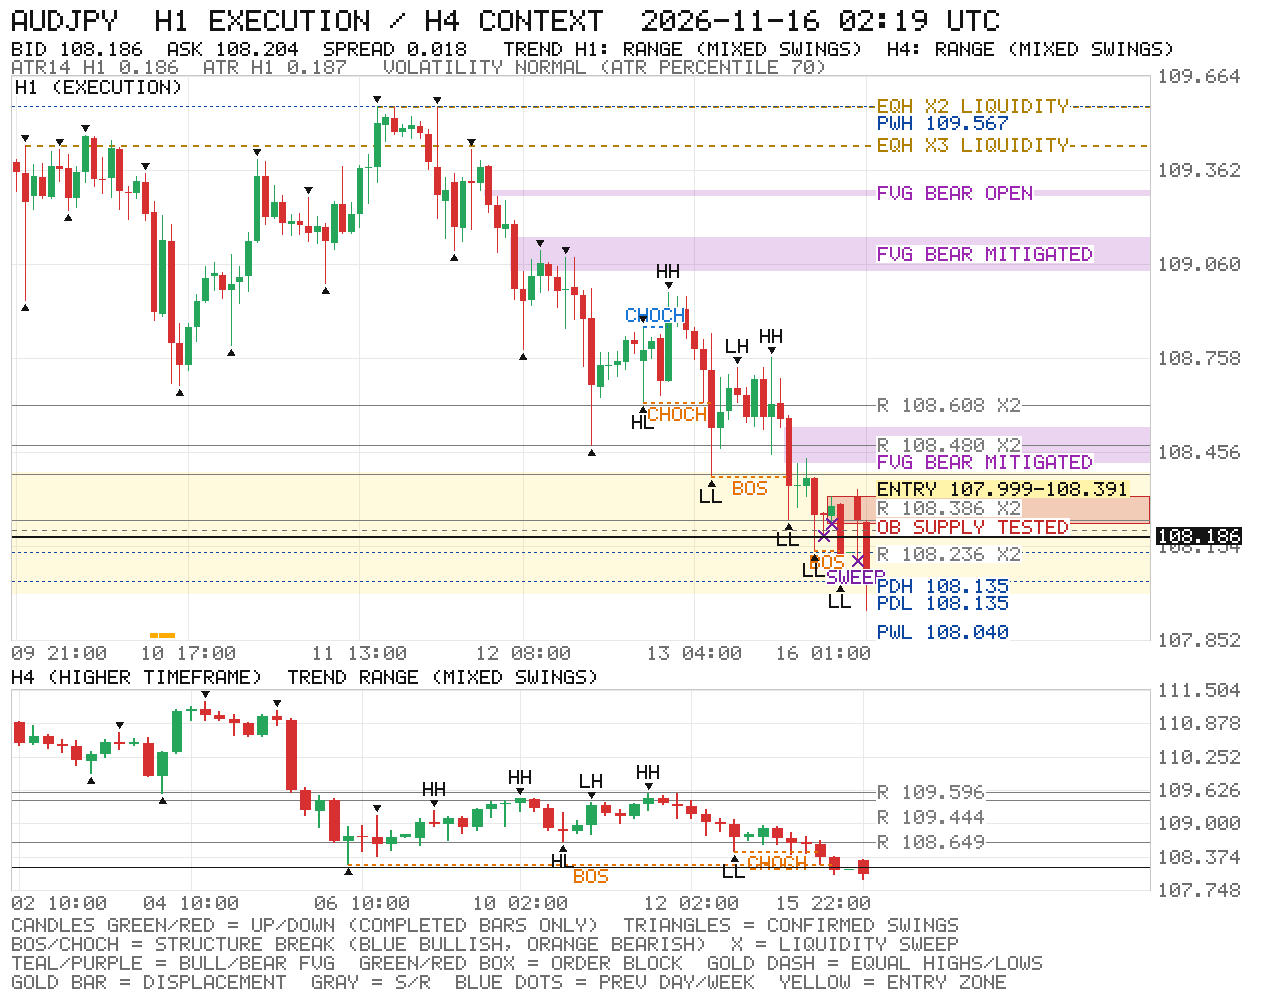 AUDJPY  H1 EXECUTION / H4 CONTEXT  2026-11-16 02:19 UTC
BID 108.186  ASK 108.204  SPREAD 0.018  TREND H1: RANGE (MIXED SWINGS)  H4: RANGE (MIXED SWINGS)
ATR14 H1 0.186  ATR H1 0.187  VOLATILITY NORMAL (ATR PERCENTILE 70)
109.664
H1 (EXECUTION)
EQH X2 LIQUIDITY
PWH 109.567
EQH X3 LIQUIDITY
109.362
FVG BEAR OPEN
FVG BEAR MITIGATED
109.060
HH
CHOCH
LH
HH
108.758
R 108.608 X2
CHOCH
HL
R 108.480 X2
108.456
FVG BEAR MITIGATED
BOS
LL
ENTRY 107.999-108.391
R 108.386 X2
OB SUPPLY TESTED
LL
108.186
108.154
R 108.236 X2
BOS
LL
SWEEP
PDH 108.135
LL
PDL 108.135
PWL 108.040
107.852
09 21:00  10 17:00  11 13:00  12 08:00  13 04:00  16 01:00
H4 (HIGHER TIMEFRAME)  TREND RANGE (MIXED SWINGS)
111.504
110.878
110.252
HH
HH
LH
HH
R 109.596
109.626
R 109.444
109.000
R 108.649
108.374
HL
CHOCH
LL
BOS
107.748
02 10:00  04 10:00  06 10:00  10 02:00  12 02:00  15 22:00
CANDLES GREEN/RED = UP/DOWN (COMPLETED BARS ONLY)  TRIANGLES = CONFIRMED SWINGS
BOS/CHOCH = STRUCTURE BREAK (BLUE BULLISH, ORANGE BEARISH)  X = LIQUIDITY SWEEP
TEAL/PURPLE = BULL/BEAR FVG  GREEN/RED BOX = ORDER BLOCK  GOLD DASH = EQUAL HIGHS/LOWS
GOLD BAR = DISPLACEMENT  GRAY = S/R  BLUE DOTS = PREV DAY/WEEK  YELLOW = ENTRY ZONE